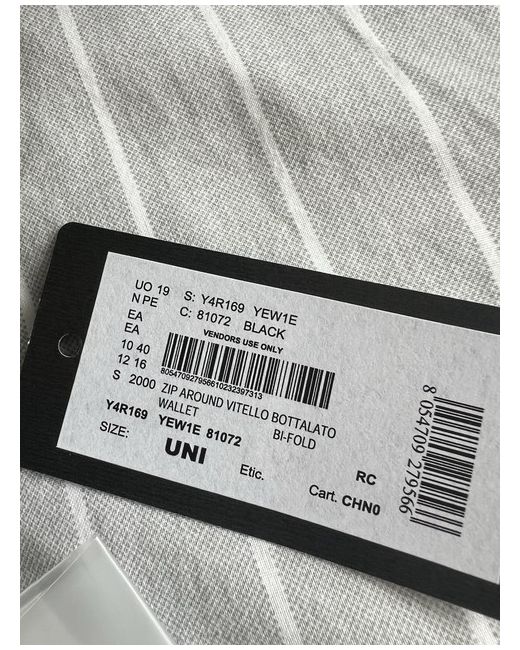 UO 19 S: Y4R169 YEW1E
N PE C: 81072 BLACK
EA VENDORS USE ONLY
EA
10 40
12 16 805470927956610232397313
S 2000 ZIP AROUND VITELLO BOTTALATO
WALLET BI-FOLD
Y4R169 YEW1E 81072
SIZE: UNI
Etic. RC
Cart. CHN0
8 054709 279566